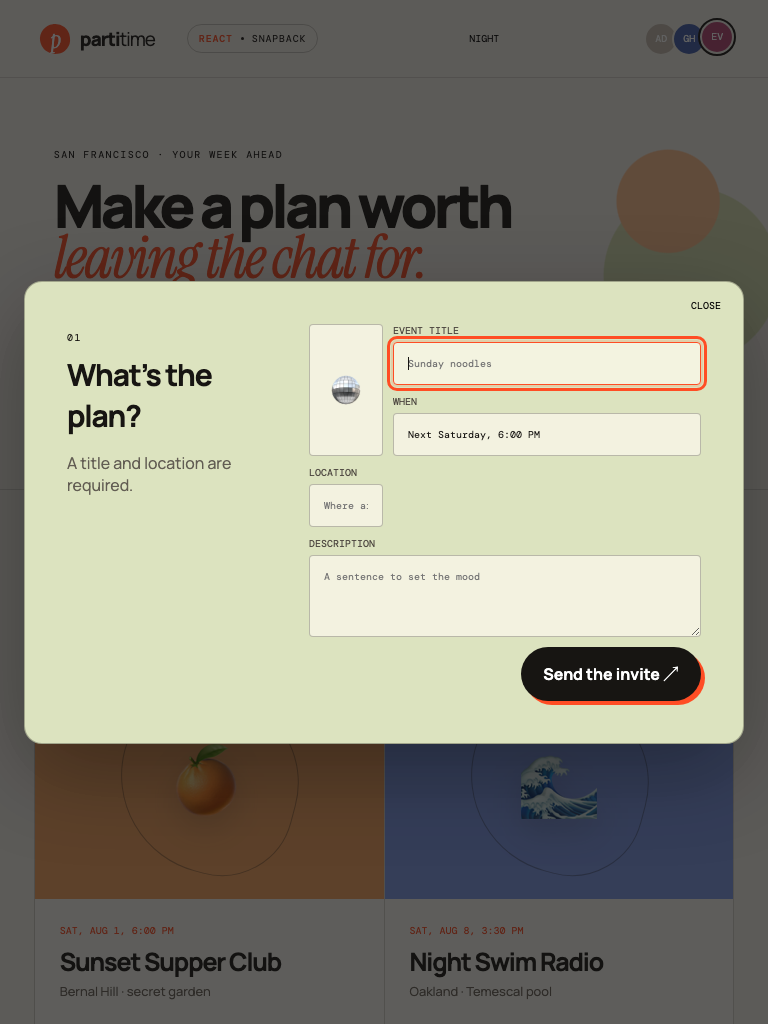 partitime
REACT • SNAPBACK
NIGHT
AO
GH
EV
SAN FRANCISCO · YOUR WEEK AHEAD
Make a plan worth
leaving the chat for.
CLOSE
01
What's the
plan?
A title and location are
required.
EVENT TITLE
Sunday noodles
WHEN
Next Saturday, 6:00 PM
LOCATION
Where a
DESCRIPTION
A sentence to set the mood
Send the invite ↗
SAT, AUG 1, 6:00 PM
Sunset Supper Club
Bernal Hill · secret garden
SAT, AUG 8, 3:30 PM
Night Swim Radio
Oakland · Temescal pool